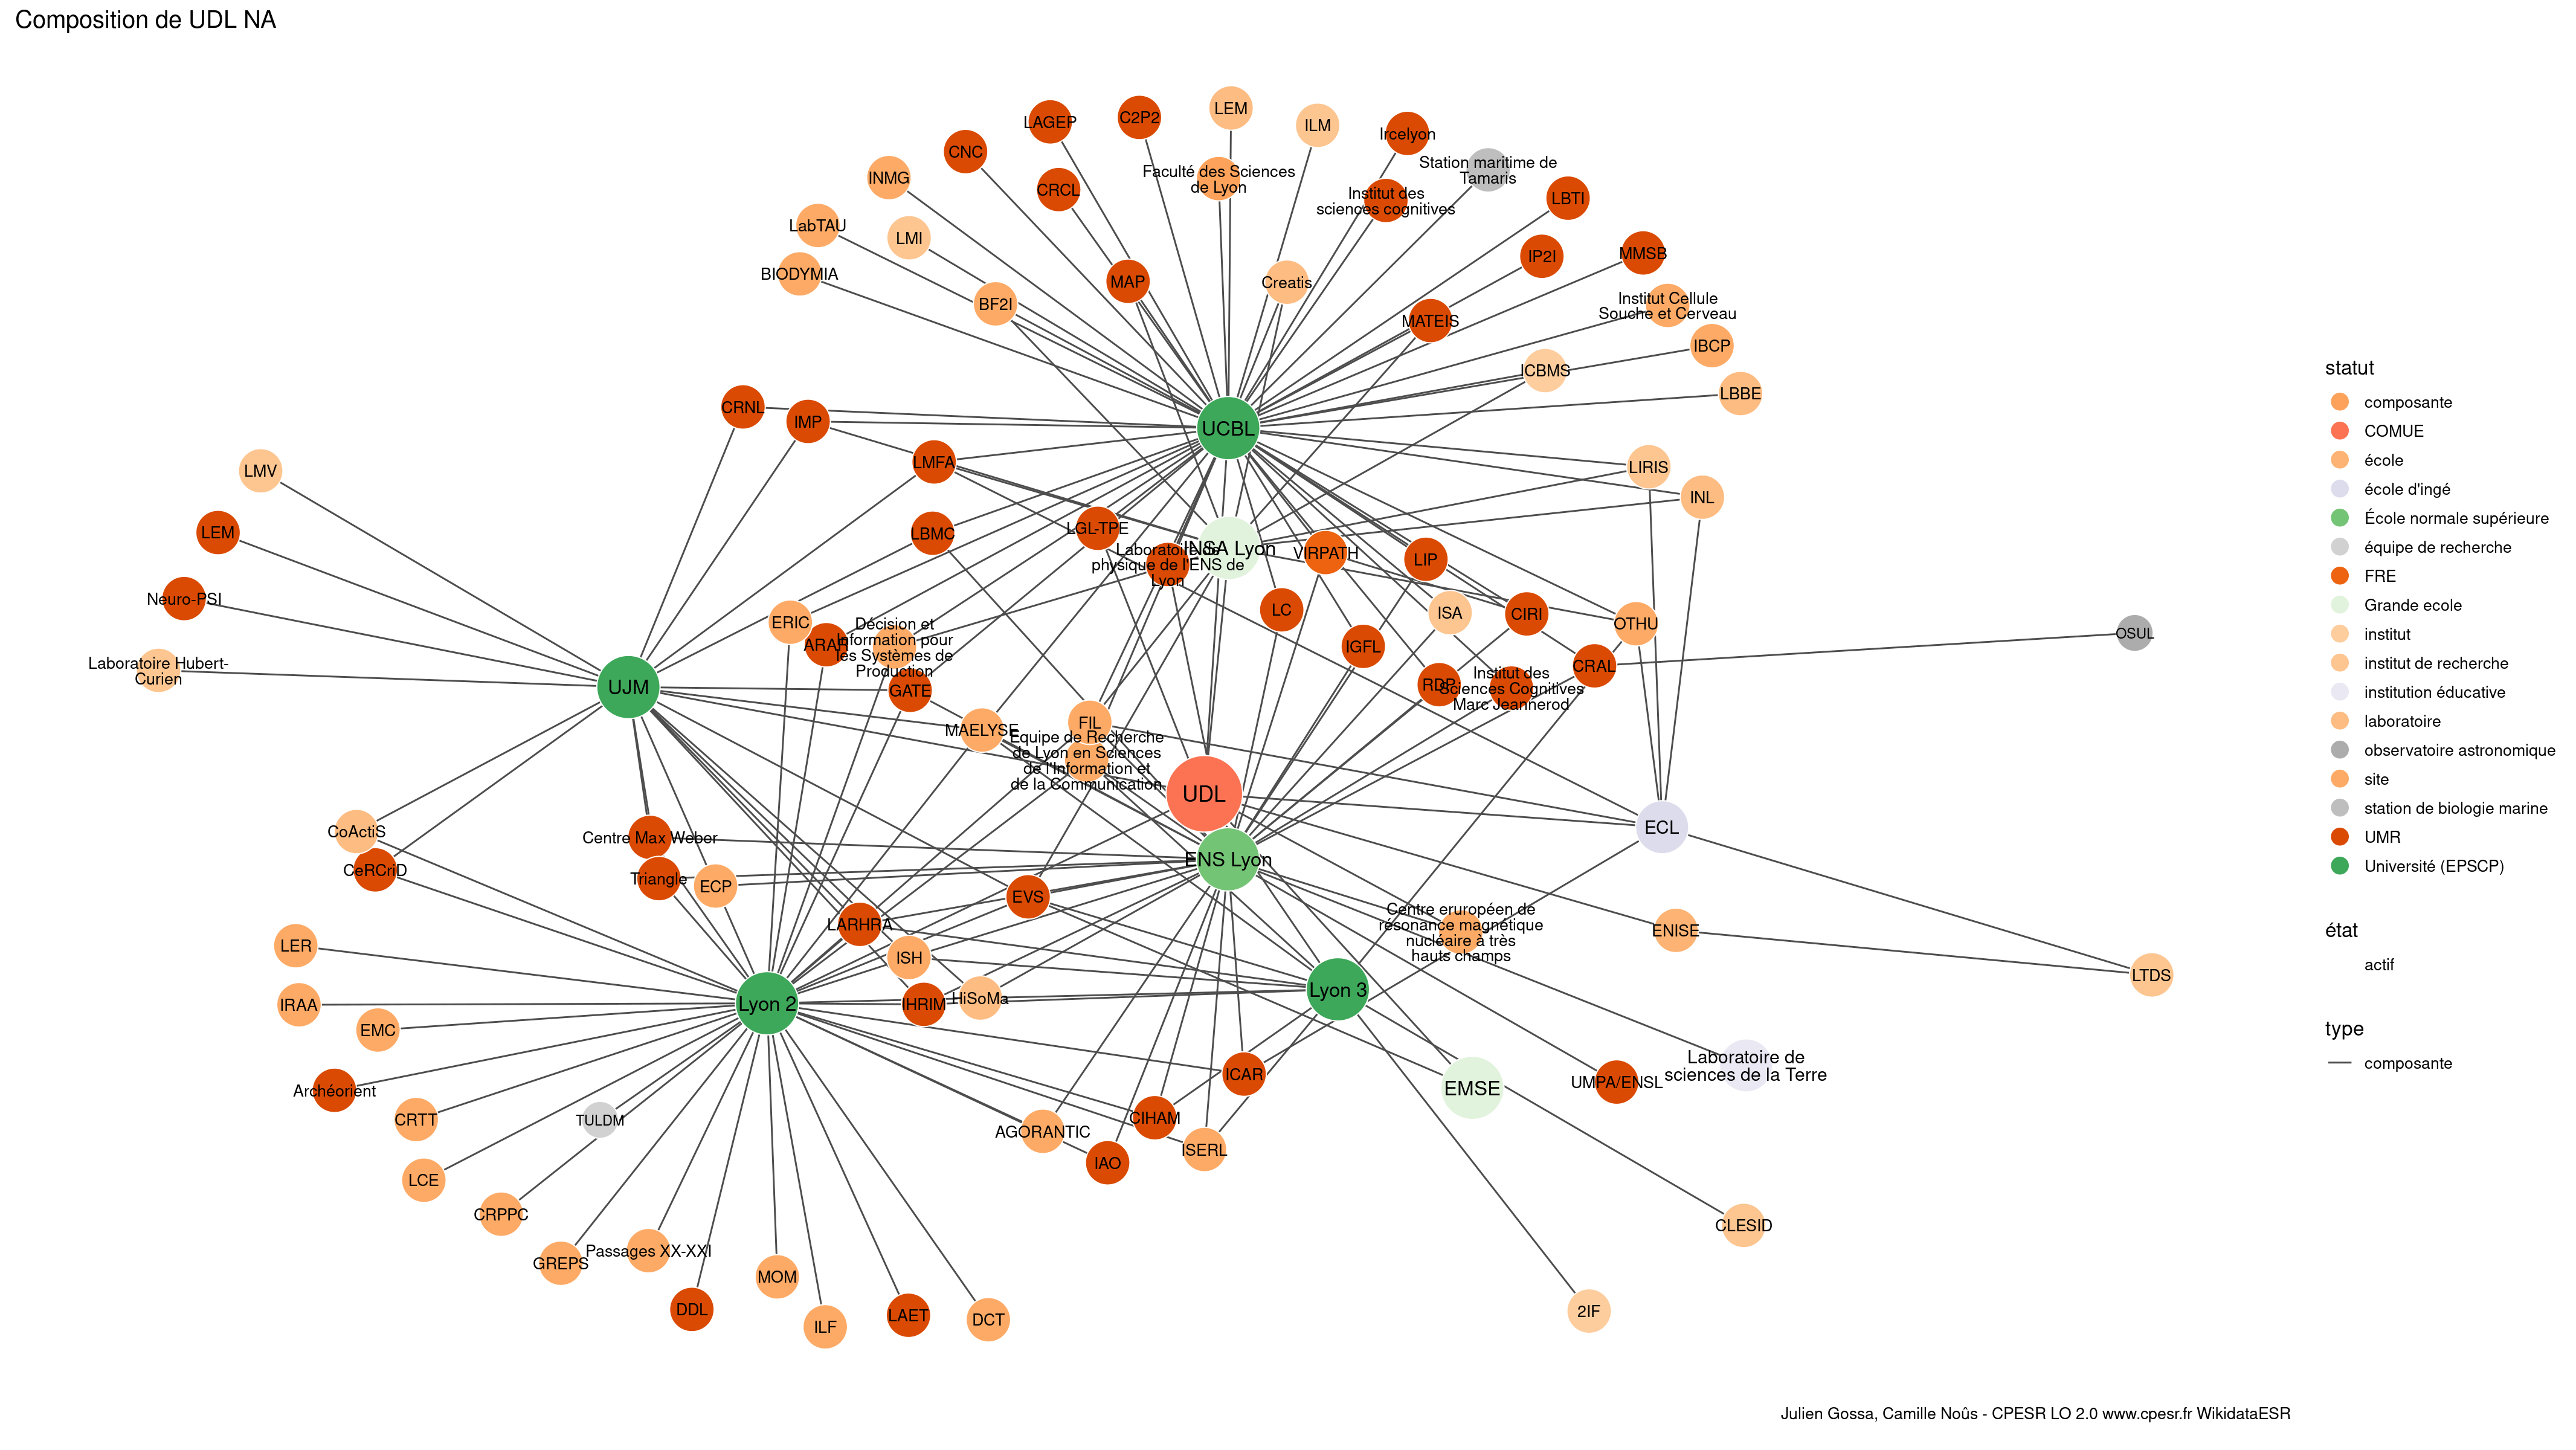 Composition de UDL NA
LEM
C2P2
LAGEP
ILM
Ircelyon
CNC
Station maritime de
Tamaris
Faculté des Sciences
de Lyon
INMG
CRCL
Institut des
sciences cognitives
LBTI
LabTAU
LMI
IP2I
MMSB
BIODYMIA
MAP
Creatis
BF2I
Institut Cellule
Souche et Cerveau
MATEIS
IBCP
ICBMS
LBBE
CRNL
IMP
UCBL
LMFA
LIRIS
LMV
INL
LEM
LBMC
LGL-TPE
INSA Lyon
Laboratoire de
physique de l'ENS de
Lyon
VIRPATH
LIP
Neuro-PSI
LC
ISA
CIRI
ERIC
OTHU
OSUL
Décision et
Information pour
les Systèmes de
Production
ARAR
IGFL
Laboratoire Hubert-
Curien
CRAL
UJM
GATE
RDP
Institut des
Sciences Cognitives
Marc Jeannerod
MAELYSE
FIL
Equipe de Recherche
de Lyon en Sciences
de l'Information et
de la Communication
UDL
ECL
CoActiS
Centre Max Weber
ENS Lyon
CeRCriD
Triangle
ECP
EVS
LARHRA
Centre eruropéen de
résonance magnétique
nucléaire à très
hauts champs
ENISE
LER
ISH
LTDS
Lyon 2
IHRIM
HiSoMa
Lyon 3
IRAA
EMC
Archéorient
ICAR
EMSE
UMPA/ENSL
Laboratoire de
sciences de la Terre
CRTT
TULDM
AGORANTIC
CIHAM
ISERL
IAO
LCE
CRPPC
CLESID
GREPS
Passages XX-XXI
MOM
DDL
ILF
LAET
DCT
2IF
statut
composante
COMUE
école
école d'ingé
École normale supérieure
équipe de recherche
FRE
Grande ecole
institut
institut de recherche
institution éducative
laboratoire
observatoire astronomique
site
station de biologie marine
UMR
Université (EPSCP)
état
actif
type
composante
Julien Gossa, Camille Noûs - CPESR LO 2.0 www.cpesr.fr WikidataESR